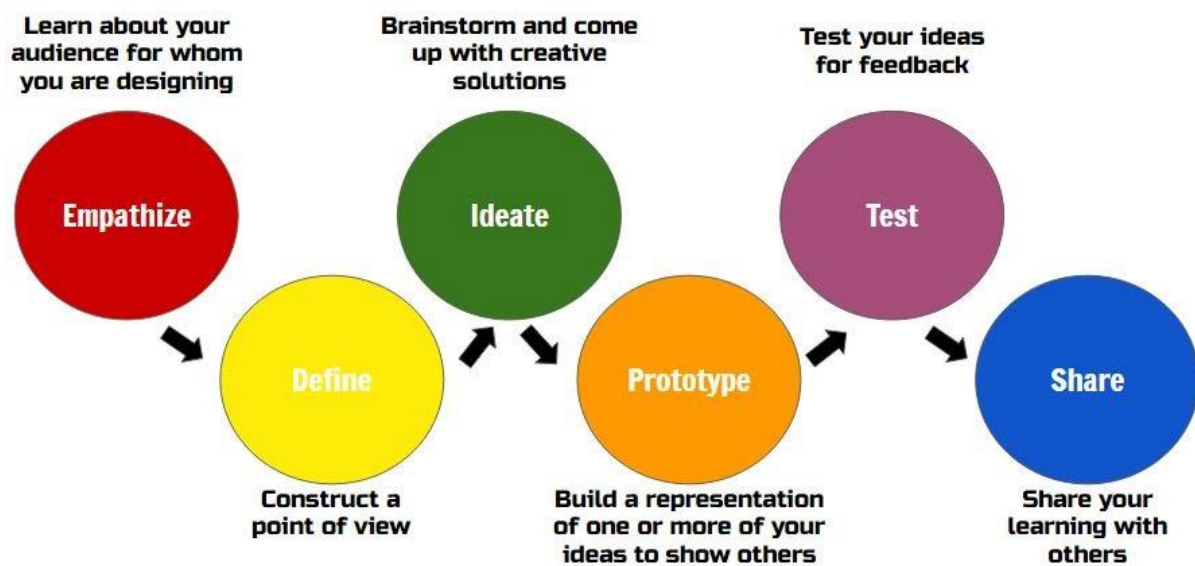 Learn about your
audience for whom
you are designing
Empathize
Define
Construct a
point of view
Brainstorm and come
up with creative
solutions
Ideate
Prototype
Build a representation
of one or more of your
ideas to show others
Test your ideas
for feedback
Test
Share
Share your
learning with
others